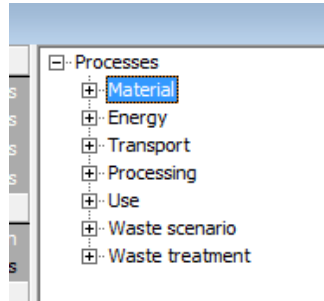 Processes
Material
Energy
Transport
Processing
Use
Waste scenario
Waste treatment